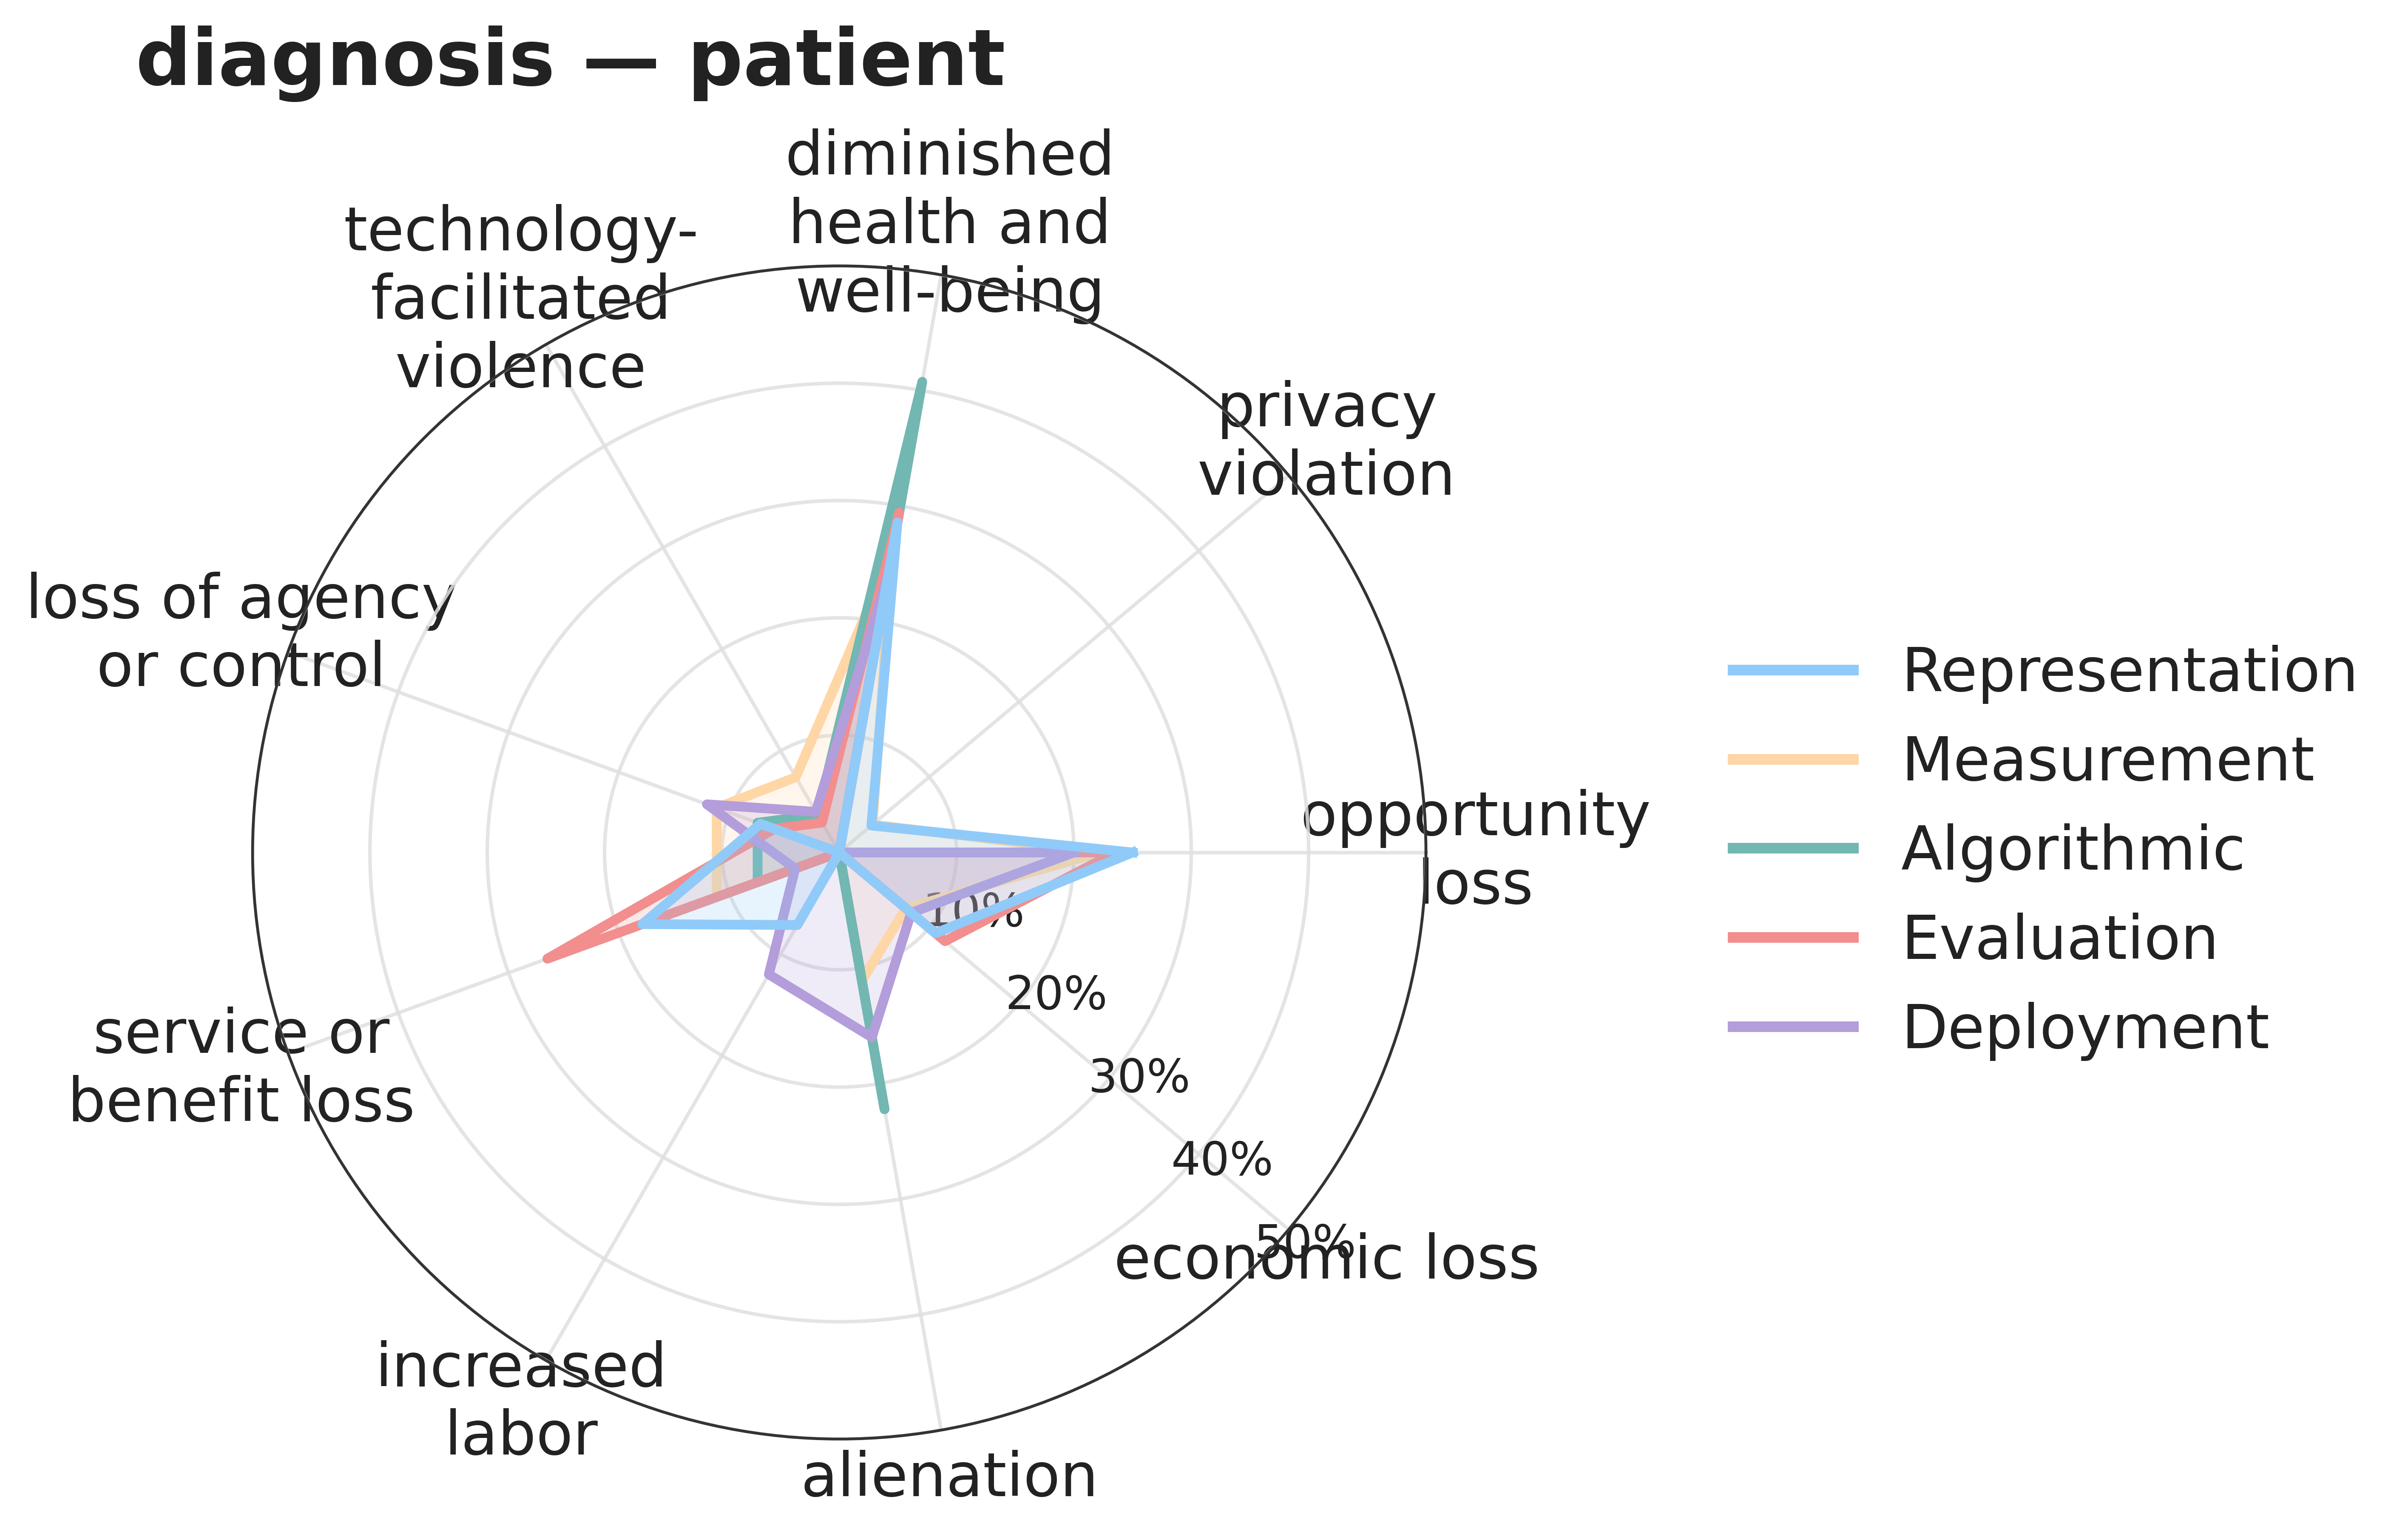 diagnosis — patient
diminished
health and
well-being
technology-
facilitated
violence
privacy
violation
loss of agency
or control
opportunity
loss
10%
20%
30%
40%
50%
service or
benefit loss
economic loss
increased
labor
alienation
Representation
Measurement
Algorithmic
Evaluation
Deployment